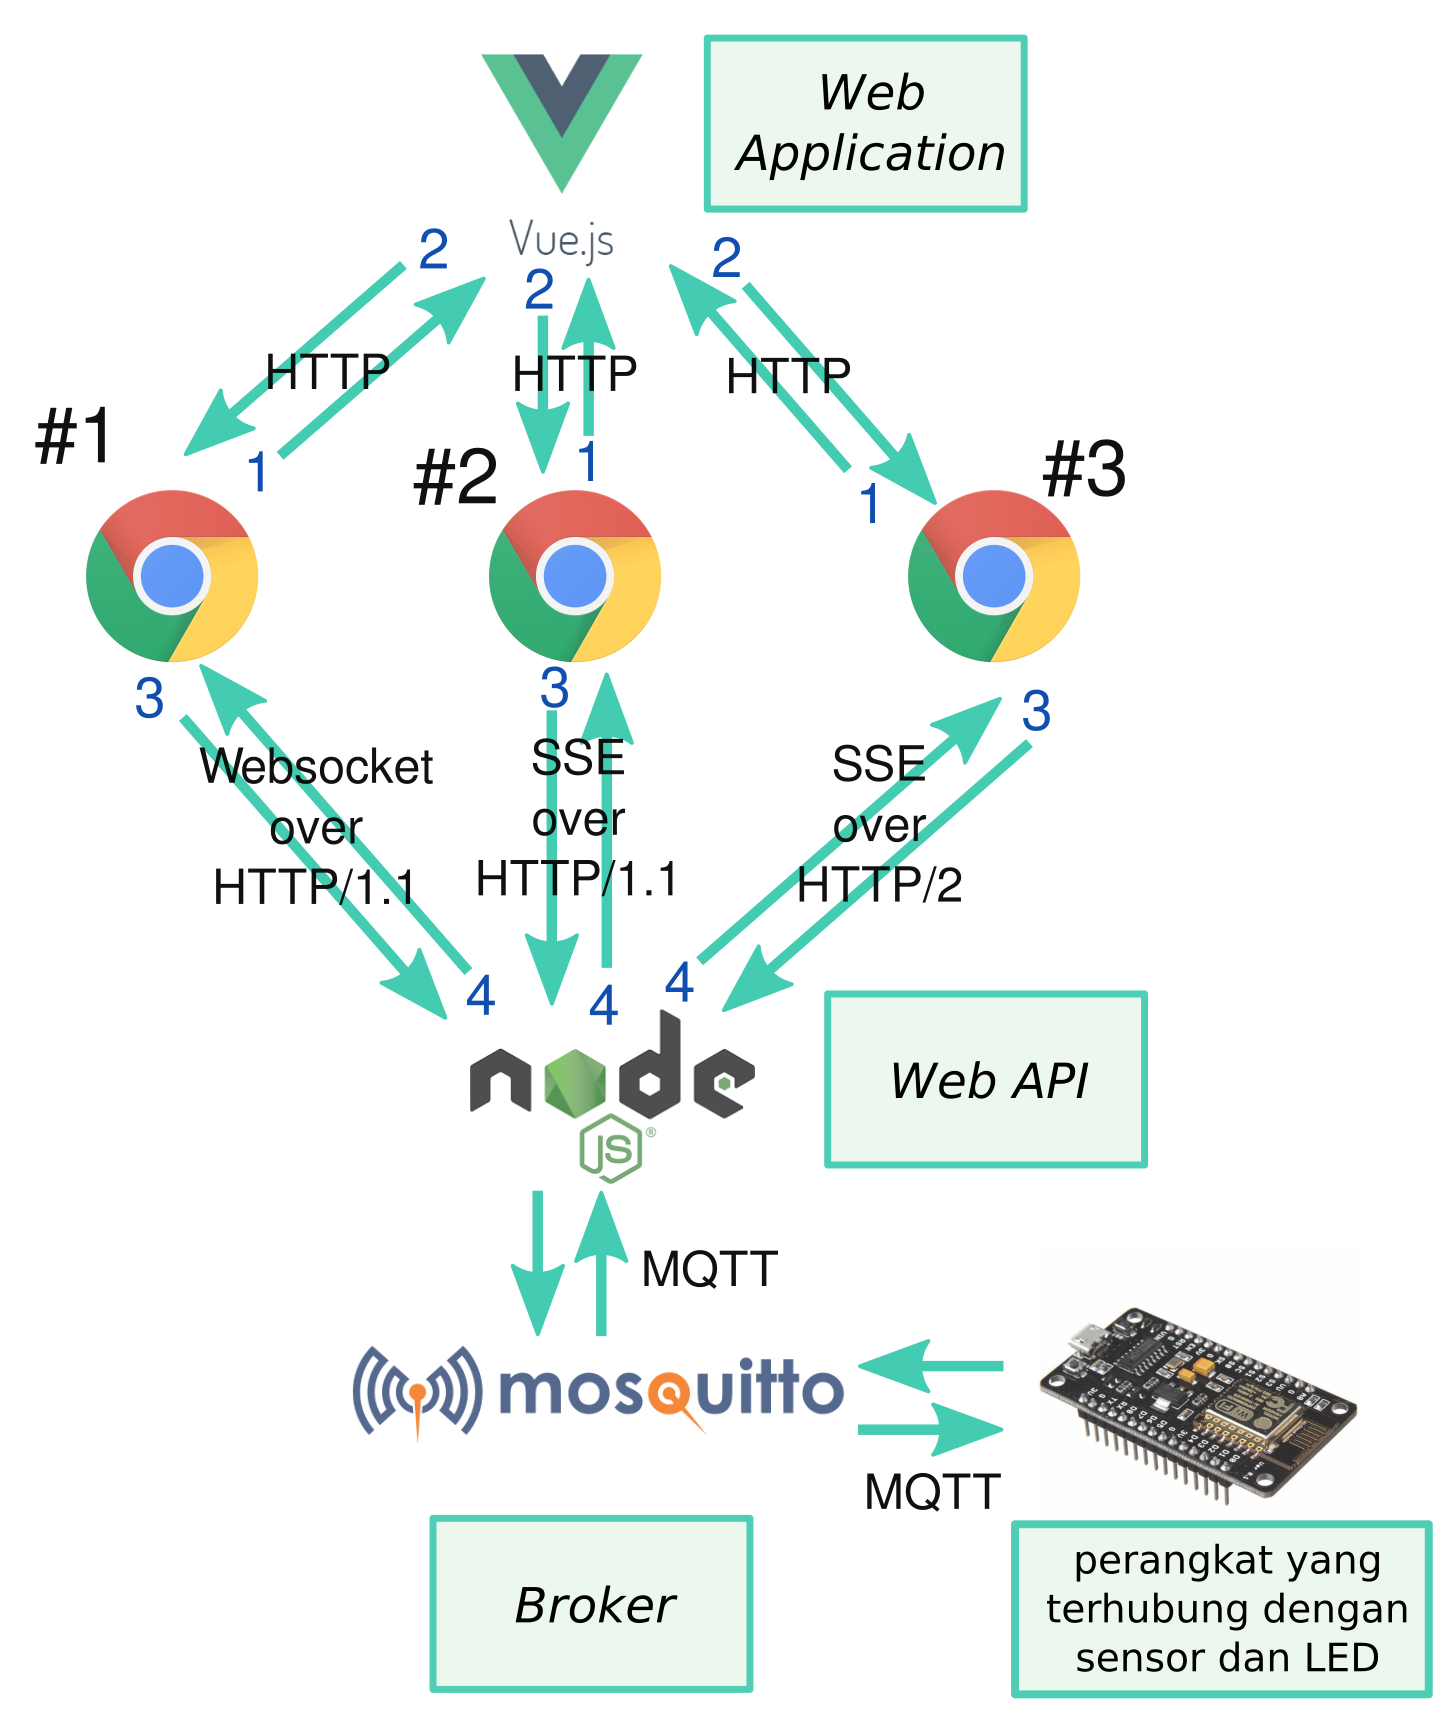 Web
Application
Vue.js
2
2
2
HTTP
HTTP
HTTP
1
1
1
#1
#2
#3
3
3
3
Websocket
over
HTTP/1.1
SSE
over
HTTP/1.1
SSE
over
HTTP/2
4
4
4
node
JS
®
Web API
MQTT
mosquitto
MQTT
Broker
perangkat yang
terhubung dengan
sensor dan LED